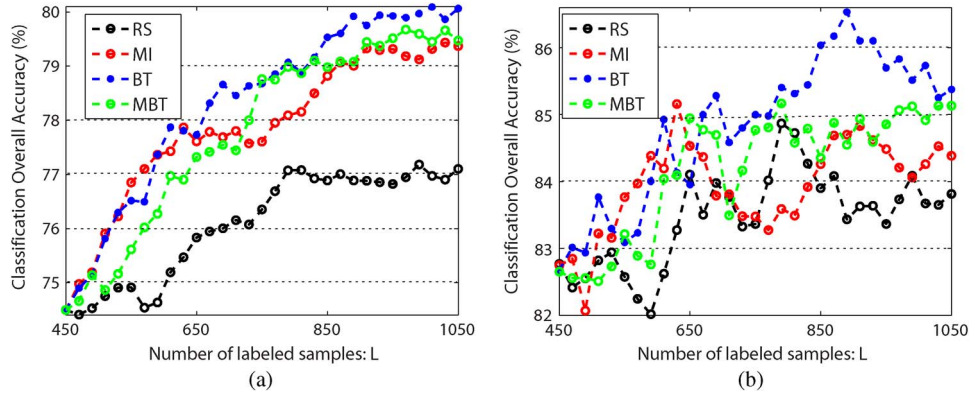 80
79
78
77
76
75
450 650 850 1050
Classification Overall Accuracy (%)
Number of labeled samples: L
RS
MI
BT
MBT
(a)
86
85
84
83
82
450 650 850 1050
Classification Overall Accuracy (%)
Number of labeled samples: L
RS
MI
BT
MBT
(b)